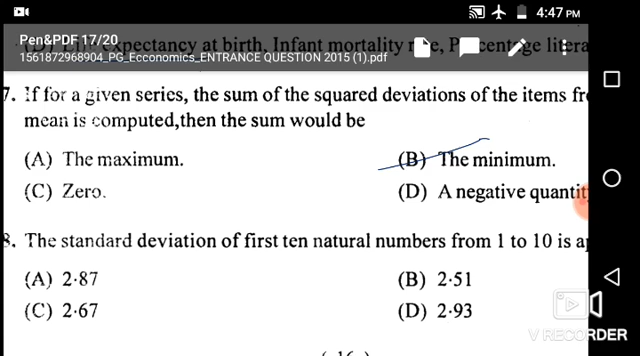 4:47 PM
Pen&PDF 17/20
1561872968904_PG_Ecconomics_ENTRANCE QUESTION 2015 (1).pdf
expectancy at birth, Infant mortality
7. If for a given series, the sum of the squared deviations of the items
mean is computed,then the sum would be
(A) The maximum. (B) The minimum.
(C) Zero. (D) A negative
8. The standard deviation of first ten natural numbers from 1 to 10 is
(A) 2·87 (B) 2·51
(C) 2·67 (D) 2·93
V RECORDER